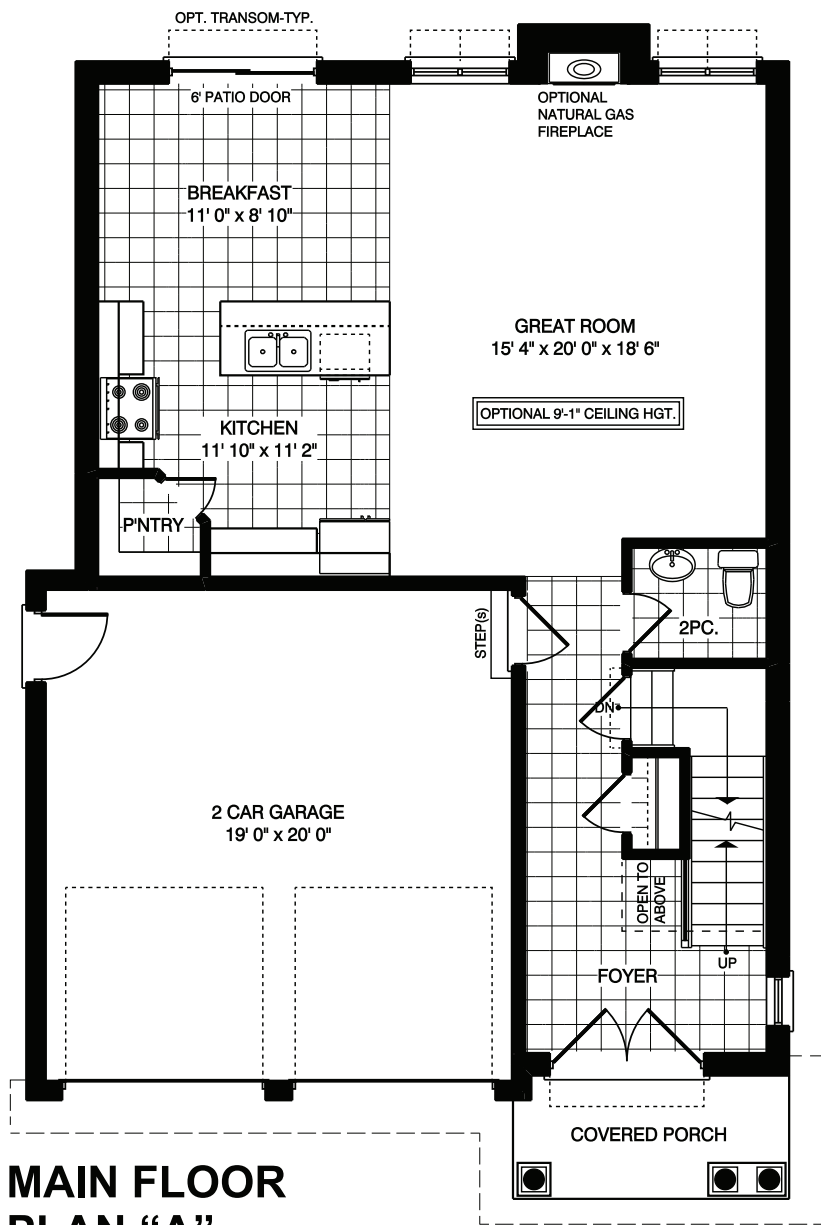 OPT. TRANSOM-TYP.
6' PATIO DOOR
OPTIONAL
NATURAL GAS
FIREPLACE
BREAKFAST
11' 0" x 8' 10"
GREAT ROOM
15' 4" x 20' 0" x 18' 6"
OPTIONAL 9'-1" CEILING HGT.
KITCHEN
11' 10" x 11' 2"
P'NTRY
STEP(s)
2PC.
DN
2 CAR GARAGE
19' 0" x 20' 0"
OPEN TO
ABOVE
UP
FOYER
COVERED PORCH
MAIN FLOOR
PLAN “A”